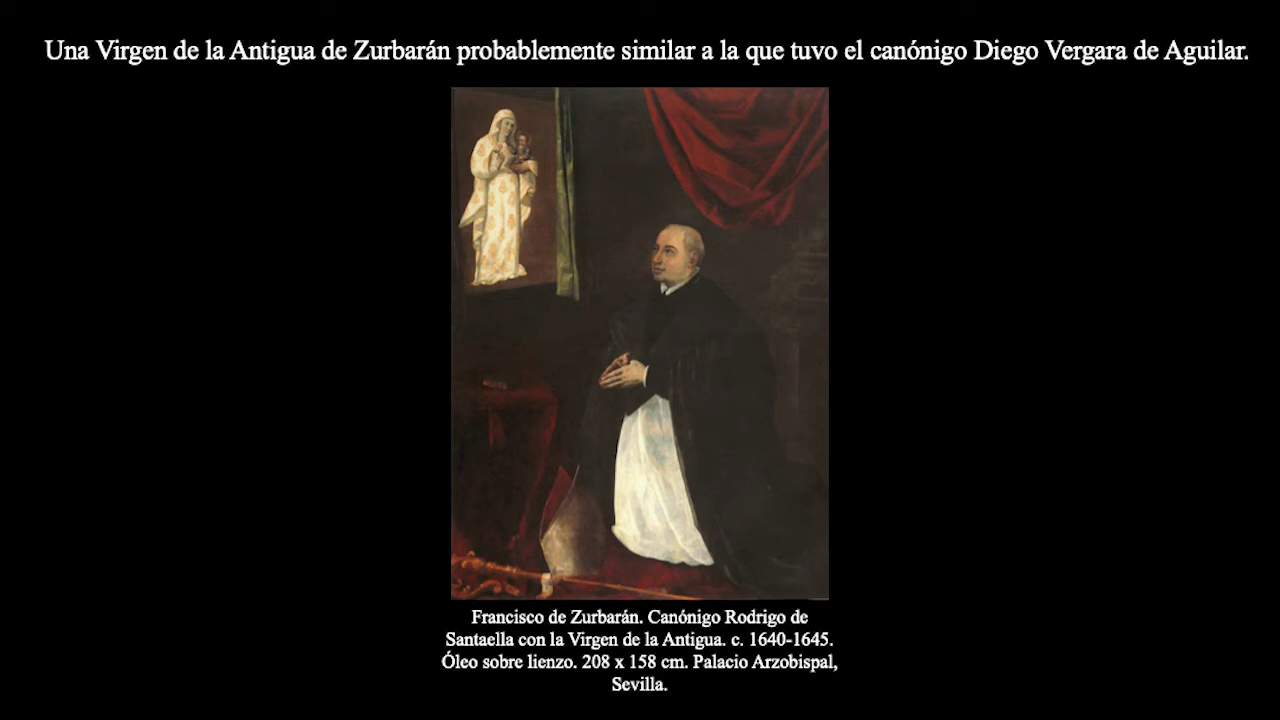 Una Virgen de la Antigua de Zurbarán probablemente similar a la que tuvo el canónigo Diego Vergara de Aguilar.
Francisco de Zurbarán. Canónigo Rodrigo de
Santaella con la Virgen de la Antigua. c. 1640-1645.
Óleo sobre lienzo. 208 x 158 cm. Palacio Arzobispal,
Sevilla.